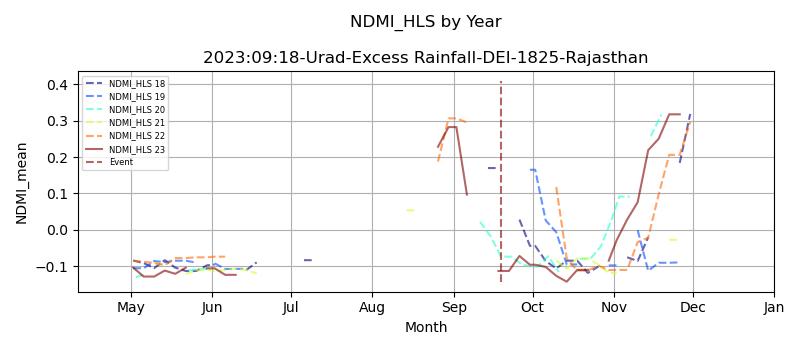 NDMI_HLS by Year
2023:09:18-Urad-Excess Rainfall-DEI-1825-Rajasthan
0.4
0.3
0.2
0.1
0.0
−0.1
NDMI_mean
NDMI_HLS 18
NDMI_HLS 19
NDMI_HLS 20
NDMI_HLS 21
NDMI_HLS 22
NDMI_HLS 23
Event
May Jun Jul Aug Sep Oct Nov Dec Jan
Month